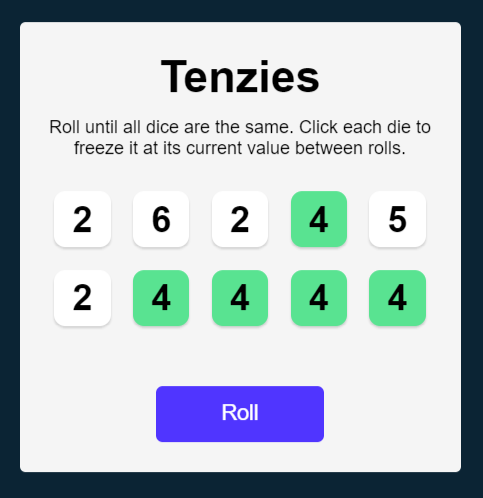 Tenzies
Roll until all dice are the same. Click each die to
freeze it at its current value between rolls.
2 6 2 4 5
2 4 4 4 4
Roll